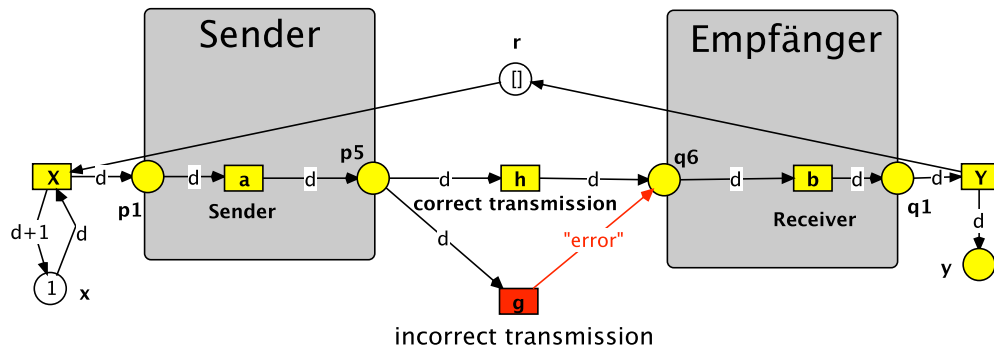 Sender
Empfänger
r
[]
p5
q6
X
d
d
a
d
d
h
d
d
b
d
d
Y
p1
Sender
correct transmission
Receiver
q1
d+1
d
d
"error"
d
1
x
g
y
incorrect transmission